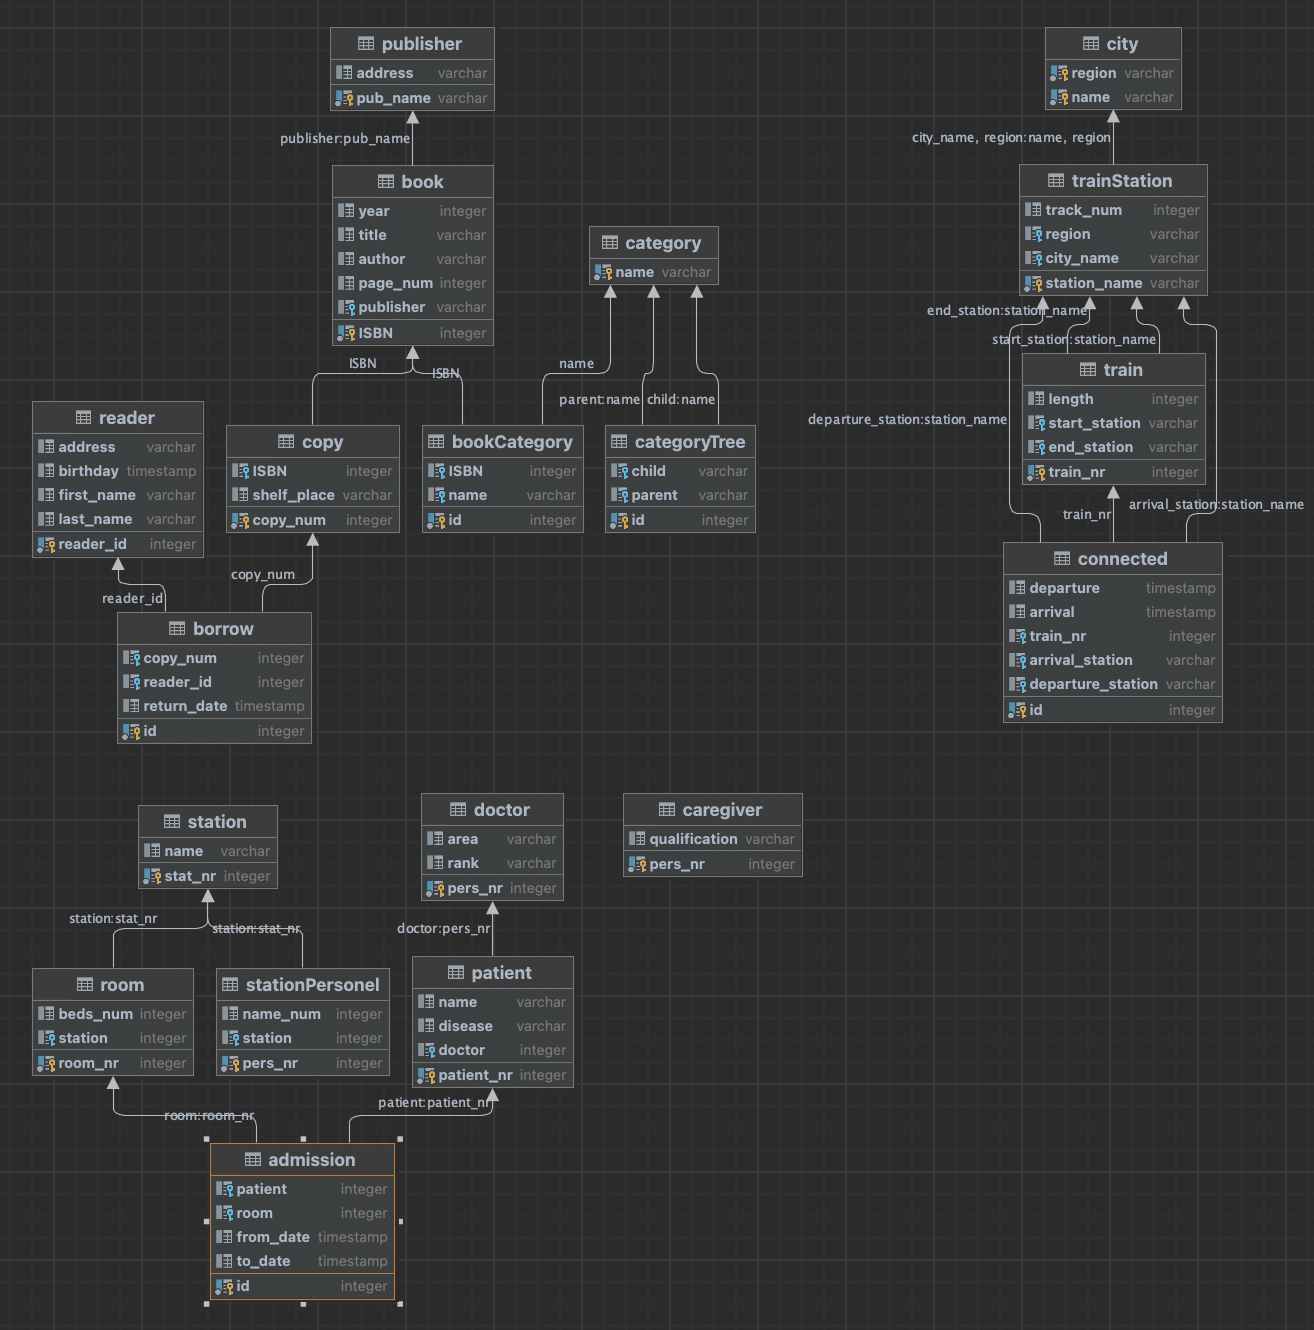 publisher
address varchar
pub_name varchar
publisher:pub_name
book
year integer
title varchar
author varchar
page_num integer
publisher varchar
ISBN integer
ISBN
ISBN
category
name varchar
name
parent:name
child:name
reader
address varchar
birthday timestamp
first_name varchar
last_name varchar
reader_id integer
copy
ISBN integer
shelf_place varchar
copy_num integer
bookCategory
ISBN integer
name varchar
id integer
categoryTree
child varchar
parent varchar
id integer
reader_id
copy_num
borrow
copy_num integer
reader_id integer
return_date timestamp
id integer
city
region varchar
name varchar
city_name, region:name, region
trainStation
track_num integer
region varchar
city_name varchar
station_name varchar
end_station:station_name
start_station:station_name
train
length integer
start_station varchar
end_station varchar
train_nr integer
departure_station:station_name
train_nr
arrival_station:station_name
connected
departure timestamp
arrival timestamp
train_nr integer
arrival_station varchar
departure_station varchar
id integer
station
name varchar
stat_nr integer
station:stat_nr
station:stat_nr
doctor
area varchar
rank varchar
pers_nr integer
doctor:pers_nr
caregiver
qualification varchar
pers_nr integer
room
beds_num integer
station integer
room_nr integer
stationPersonel
name_num integer
station integer
pers_nr integer
patient
name varchar
disease varchar
doctor integer
patient_nr integer
room:room_nr
patient:patient_nr
admission
patient integer
room integer
from_date timestamp
to_date timestamp
id integer